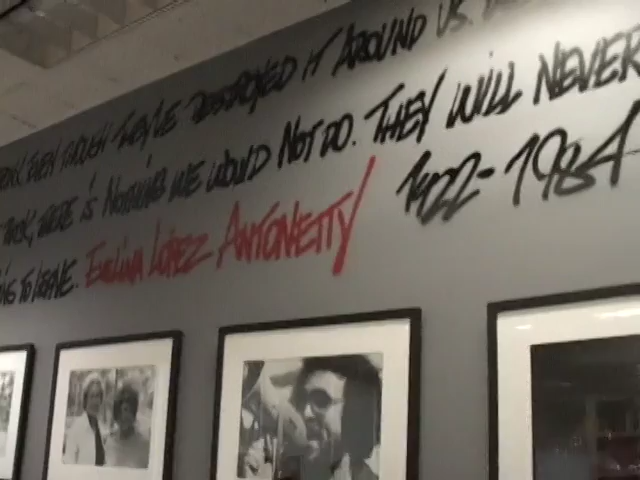 EVEN THOUGH THEY'VE DESTROYED IT AROUND US.
THERE IS NOTHING WE WOULD NOT DO. THEY WILL NEVER
TO LEAVE. EVELINA LÓPEZ ANTONETTY 1922-1984